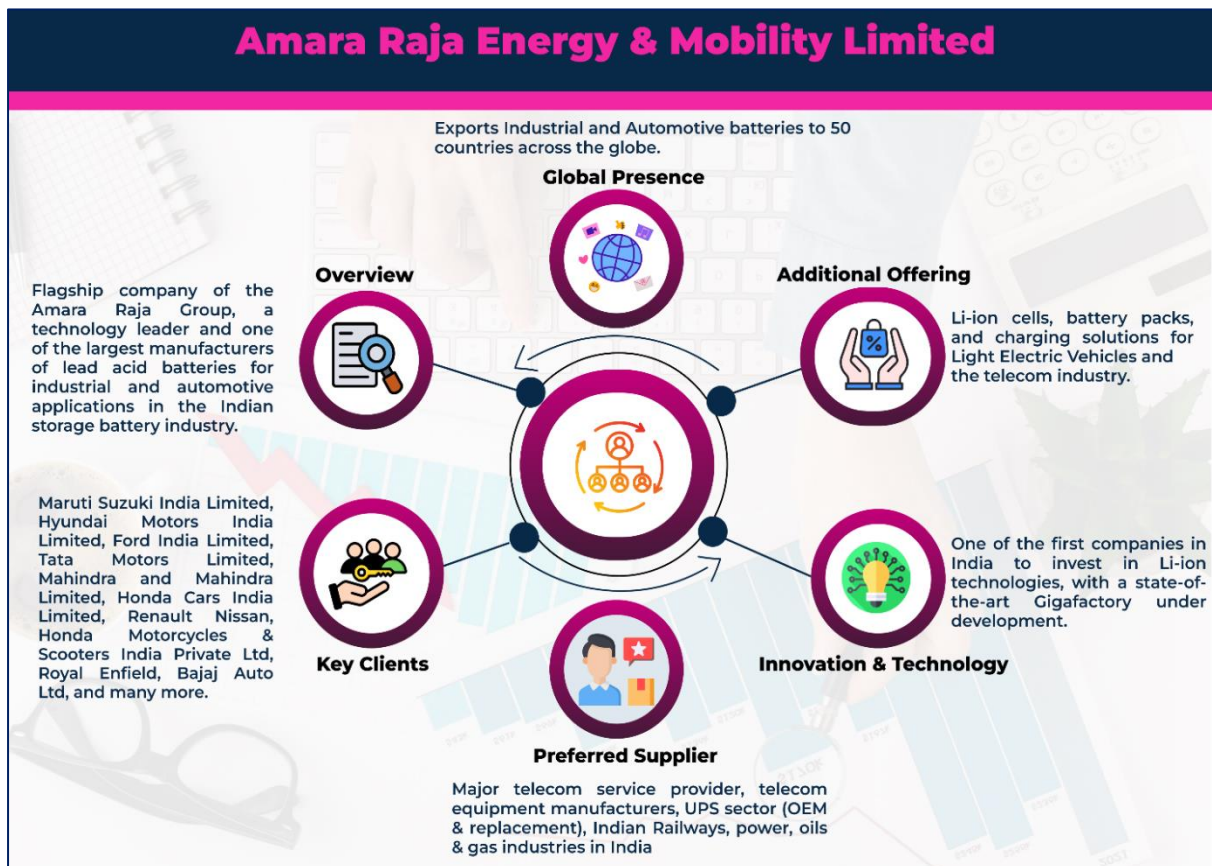 Amara Raja Energy & Mobility Limited
Exports Industrial and Automotive batteries to 50
countries across the globe.
Global Presence
Overview
Flagship company of the
Amara Raja Group, a
technology leader and one
of the largest manufacturers
of lead acid batteries for
industrial and automotive
applications in the Indian
storage battery industry.
Additional Offering
Li-ion cells, battery packs,
and charging solutions for
Light Electric Vehicles and
the telecom industry.
Maruti Suzuki India Limited,
Hyundai Motors India
Limited, Ford India Limited,
Tata Motors Limited,
Mahindra and Mahindra
Limited, Honda Cars India
Limited, Renault Nissan,
Honda Motorcycles &
Scooters India Private Ltd,
Royal Enfield, Bajaj Auto
Ltd, and many more.
Key Clients
One of the first companies in
India to invest in Li-ion
technologies, with a state-of-
the-art Gigafactory under
development.
Innovation & Technology
Preferred Supplier
Major telecom service provider, telecom
equipment manufacturers, UPS sector (OEM
& replacement), Indian Railways, power, oils
& gas industries in India